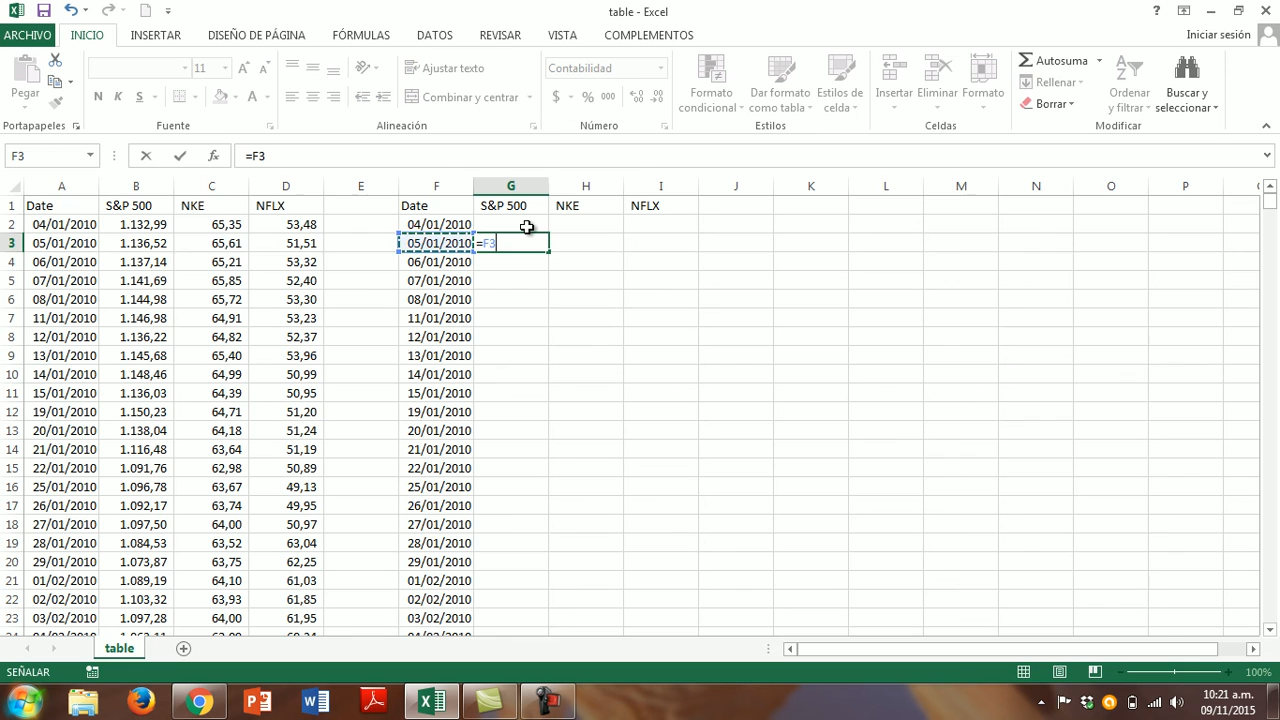 table - Excel
ARCHIVO INICIO INSERTAR DISEÑO DE PÁGINA FÓRMULAS DATOS REVISAR VISTA COMPLEMENTOS Iniciar sesión
Pegar
11
Ajustar texto
Combinar y centrar
Contabilidad
Formato condicional
Dar formato como tabla
Estilos de celda
Insertar Eliminar Formato
Autosuma
Rellenar
Borrar
Ordenar y filtrar
Buscar y seleccionar
Portapapeles Fuente Alineación Número Estilos Celdas Modificar
F3 =F3
A B C D E F G H I J K L M N O P
1 Date S&P 500 NKE NFLX Date S&P 500 NKE NFLX
2 04/01/2010 1.132,99 65,35 53,48 04/01/2010
3 05/01/2010 1.136,52 65,61 51,51 05/01/2010 =F3
4 06/01/2010 1.137,14 65,21 53,32 06/01/2010
5 07/01/2010 1.141,69 65,85 52,40 07/01/2010
6 08/01/2010 1.144,98 65,72 53,30 08/01/2010
7 11/01/2010 1.146,98 64,91 53,23 11/01/2010
8 12/01/2010 1.136,22 64,82 52,37 12/01/2010
9 13/01/2010 1.145,68 65,40 53,96 13/01/2010
10 14/01/2010 1.148,46 64,99 50,99 14/01/2010
11 15/01/2010 1.136,03 64,39 50,95 15/01/2010
12 19/01/2010 1.150,23 64,71 51,20 19/01/2010
13 20/01/2010 1.138,04 64,18 51,24 20/01/2010
14 21/01/2010 1.116,48 63,64 51,19 21/01/2010
15 22/01/2010 1.091,76 62,98 50,89 22/01/2010
16 25/01/2010 1.096,78 63,67 49,13 25/01/2010
17 26/01/2010 1.092,17 63,74 49,95 26/01/2010
18 27/01/2010 1.097,50 64,00 50,97 27/01/2010
19 28/01/2010 1.084,53 63,52 63,04 28/01/2010
20 29/01/2010 1.073,87 63,75 62,25 29/01/2010
21 01/02/2010 1.089,19 64,10 61,03 01/02/2010
22 02/02/2010 1.103,32 63,93 61,85 02/02/2010
23 03/02/2010 1.097,28 64,00 61,95 03/02/2010
table
SEÑALAR 100%
10:21 a.m.
09/11/2015